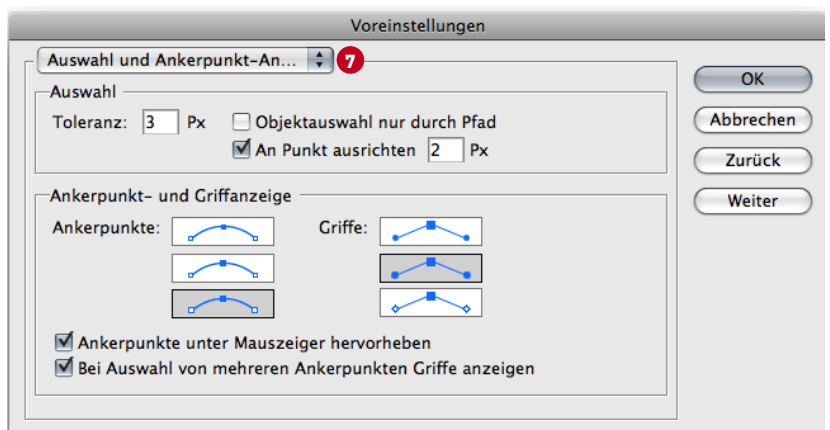 Voreinstellungen
Auswahl und Ankerpunkt-An... 7
Auswahl
Toleranz: 3 Px Objektauswahl nur durch Pfad
An Punkt ausrichten 2 Px
Ankerpunkt- und Griffanzeige
Ankerpunkte: Griffe:
Ankerpunkte unter Mauszeiger hervorheben
Bei Auswahl von mehreren Ankerpunkten Griffe anzeigen
OK
Abbrechen
Zurück
Weiter